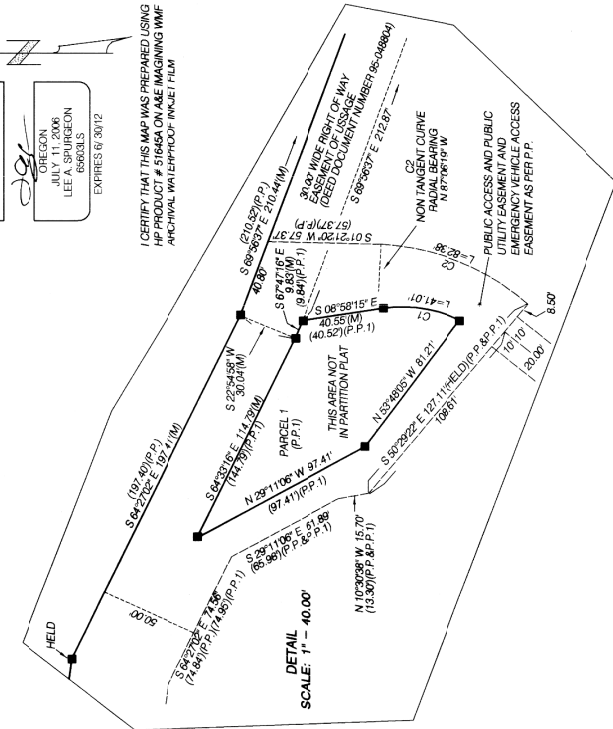 OREGON
JULY 11, 2006
LEE A. SPURGEON
65603LS
EXPIRES 6/30/12
I CERTIFY THAT THIS MAP WAS PREPARED USING
HP PRODUCT # 51645A ON A&E IMAGINING WMF
ARCHIVAL WATERPROOF INKJET FILM
HELD
(197.40')(P.P.)
S 64°27'02" E 197.41'(M)
50.00'
(210.52')(P.P.)
S 69°56'37" E 210.44'(M)
40.80'
30.00' WIDE RIGHT OF WAY
EASEMENT OF USSAGE
(DEED DOCUMENT NUMBER 95-048804)
S 69°56'37" E 212.87'
S 22°54'58" W
30.04'(M)
S 67°47'16" E
9.83'(M)
(9.84')(P.P.1)
S 01°21'20" W 57.37'
(57.37')(P.P)
C2
NON TANGENT CURVE
RADIAL BEARING
N 87°06'19" W
S 64°33'16" E 114.79'(M)
(144.79')(P.P.1)
S 08°58'15" E
40.55'(M)
(40.52')(P.P.1)
PARCEL 1
(P.P.1)
THIS AREA NOT
IN PARTITION PLAT
L=41.01'
C1
L=82.98'
C2
PUBLIC ACCESS AND PUBLIC
UTILITY EASEMENT AND
EMERGENCY VEHICLE ACCESS
EASEMENT AS PER P.P.
N 29°11'06" W 97.41'
(97.41')(P.P.1)
N 53°48'05" W 81.21'
S 64°27'02" E 74.56'
(74.84')(P.P.)(74.95')(P.P.1)
S 29°11'06" E 61.89'
(65.98')(P.P.&P.P.1)
N 10°30'38" W 15.70'
(13.30')(P.P.&P.P.1)
S 50°29'22" E 127.11'(HELD)(P.P.&P.P.1)
108.61'
10' 10'
20.00'
8.50'
DETAIL
SCALE: 1" = 40.00'